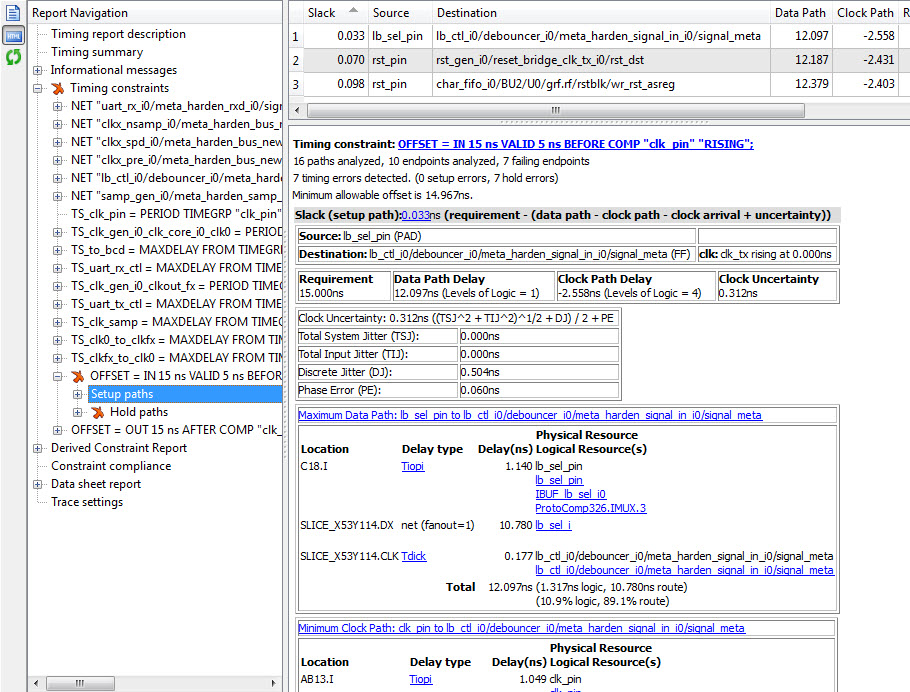 Report Navigation
Timing report description
Timing summary
Informational messages
Timing constraints
NET "uart_rx_i0/meta_harden_rxd_i0/sigr
NET "clkx_nsamp_i0/meta_harden_bus_r
NET "clkx_spd_i0/meta_harden_bus_new
NET "clkx_pre_i0/meta_harden_bus_new
NET "lb_ctl_i0/debouncer_i0/meta_harden
NET "samp_gen_i0/meta_harden_samp_
TS_clk_pin = PERIOD TIMEGRP "clk_pin"
TS_clk_gen_i0_clk_core_i0_clk0 = PERIO
TS_to_bcd = MAXDELAY FROM TIMEGRI
TS_uart_rx_ctl = MAXDELAY FROM TIME
TS_clk_gen_i0_clkout_fx = PERIOD TIME
TS_uart_tx_ctl = MAXDELAY FROM TIME
TS_clk_samp = MAXDELAY FROM TIMEG
TS_clk0_to_clkfx = MAXDELAY FROM TIM
TS_clkfx_to_clk0 = MAXDELAY FROM TIM
OFFSET = IN 15 ns VALID 5 ns BEFOR
Setup paths
Hold paths
OFFSET = OUT 15 ns AFTER COMP "clk_
Derived Constraint Report
Constraint compliance
Data sheet report
Trace settings
Slack Source Destination Data Path Clock Path R
1 0.033 lb_sel_pin lb_ctl_i0/debouncer_i0/meta_harden_signal_in_i0/signal_meta 12.097 -2.558
2 0.070 rst_pin rst_gen_i0/reset_bridge_clk_tx_i0/rst_dst 12.187 -2.431
3 0.098 rst_pin char_fifo_i0/BU2/U0/grf.rf/rstblk/wr_rst_asreg 12.379 -2.403
Timing constraint: OFFSET = IN 15 ns VALID 5 ns BEFORE COMP "clk_pin" "RISING";
16 paths analyzed, 10 endpoints analyzed, 7 failing endpoints
7 timing errors detected. (0 setup errors, 7 hold errors)
Minimum allowable offset is 14.967ns.
Slack (setup path):0.033ns (requirement - (data path - clock path - clock arrival + uncertainty))
Source: lb_sel_pin (PAD)
Destination: lb_ctl_i0/debouncer_i0/meta_harden_signal_in_i0/signal_meta (FF) clk: clk_tx rising at 0.000ns
Requirement Data Path Delay Clock Path Delay Clock Uncertainty
15.000ns 12.097ns (Levels of Logic = 1) -2.558ns (Levels of Logic = 4) 0.312ns
Clock Uncertainty: 0.312ns ((TSJ^2 + TIJ^2)^1/2 + DJ) / 2 + PE
Total System Jitter (TSJ): 0.000ns
Total Input Jitter (TIJ): 0.000ns
Discrete Jitter (DJ): 0.504ns
Phase Error (PE): 0.060ns
Maximum Data Path: lb_sel_pin to lb_ctl_i0/debouncer_i0/meta_harden_signal_in_i0/signal_meta
Physical Resource
Location Delay type Delay(ns) Logical Resource(s)
C18.I Tiopi 1.140 lb_sel_pin
lb_sel_pin
IBUF_lb_sel_i0
ProtoComp326.IMUX.3
SLICE_X53Y114.DX net (fanout=1) 10.780 lb_sel_i
SLICE_X53Y114.CLK Tdick 0.177 lb_ctl_i0/debouncer_i0/meta_harden_signal_in_i0/signal_meta
lb_ctl_i0/debouncer_i0/meta_harden_signal_in_i0/signal_meta
Total 12.097ns (1.317ns logic, 10.780ns route)
(10.9% logic, 89.1% route)
Minimum Clock Path: clk_pin to lb_ctl_i0/debouncer_i0/meta_harden_signal_in_i0/signal_meta
Physical Resource
Location Delay type Delay(ns) Logical Resource(s)
AB13.I Tiopi 1.049 clk_pin
clk_pin